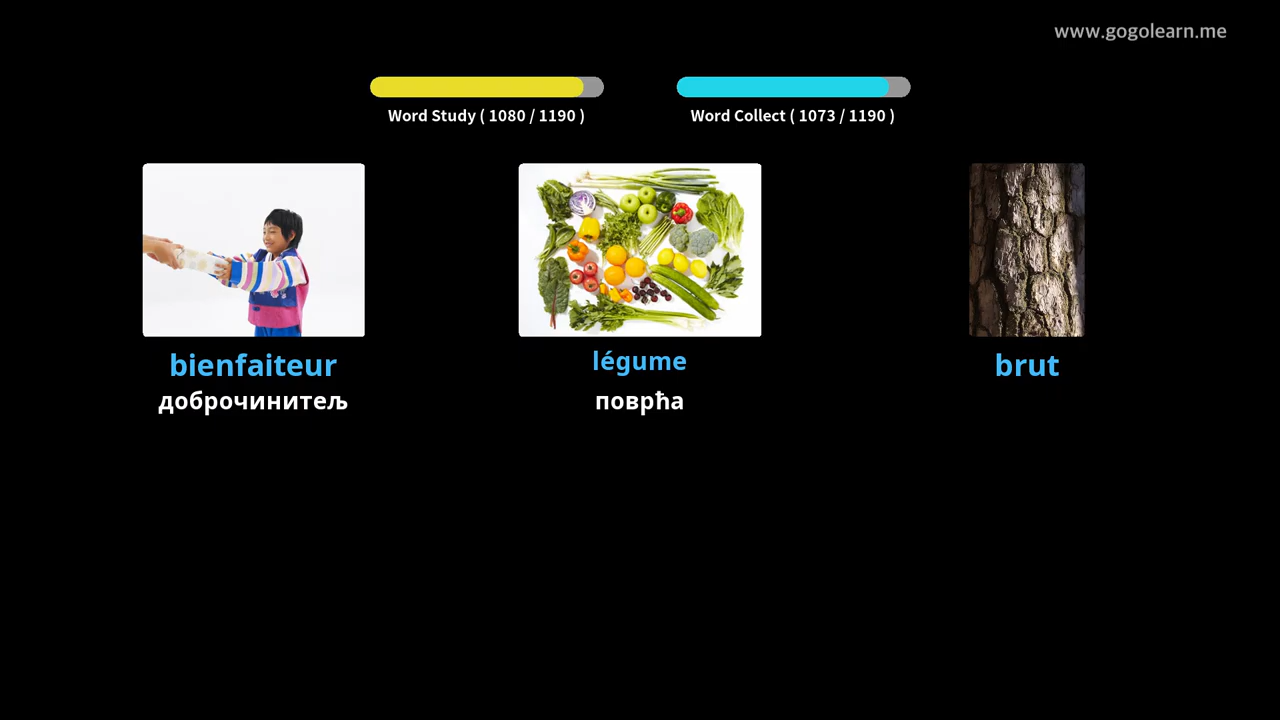 www.gogolearn.me
Word Study ( 1080 / 1190 )
Word Collect ( 1073 / 1190 )
bienfaiteur
légume
brut
доброчинитељ
поврћа